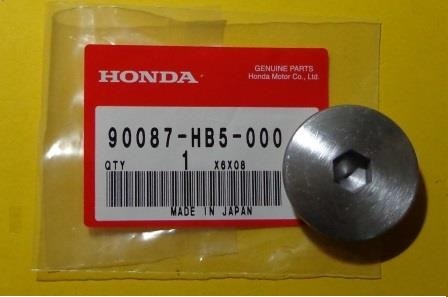 HONDA
GENUINE PARTS
Honda Motor Co., Ltd.
90087-HB5-000
QTY 1 X6X08
MADE IN JAPAN